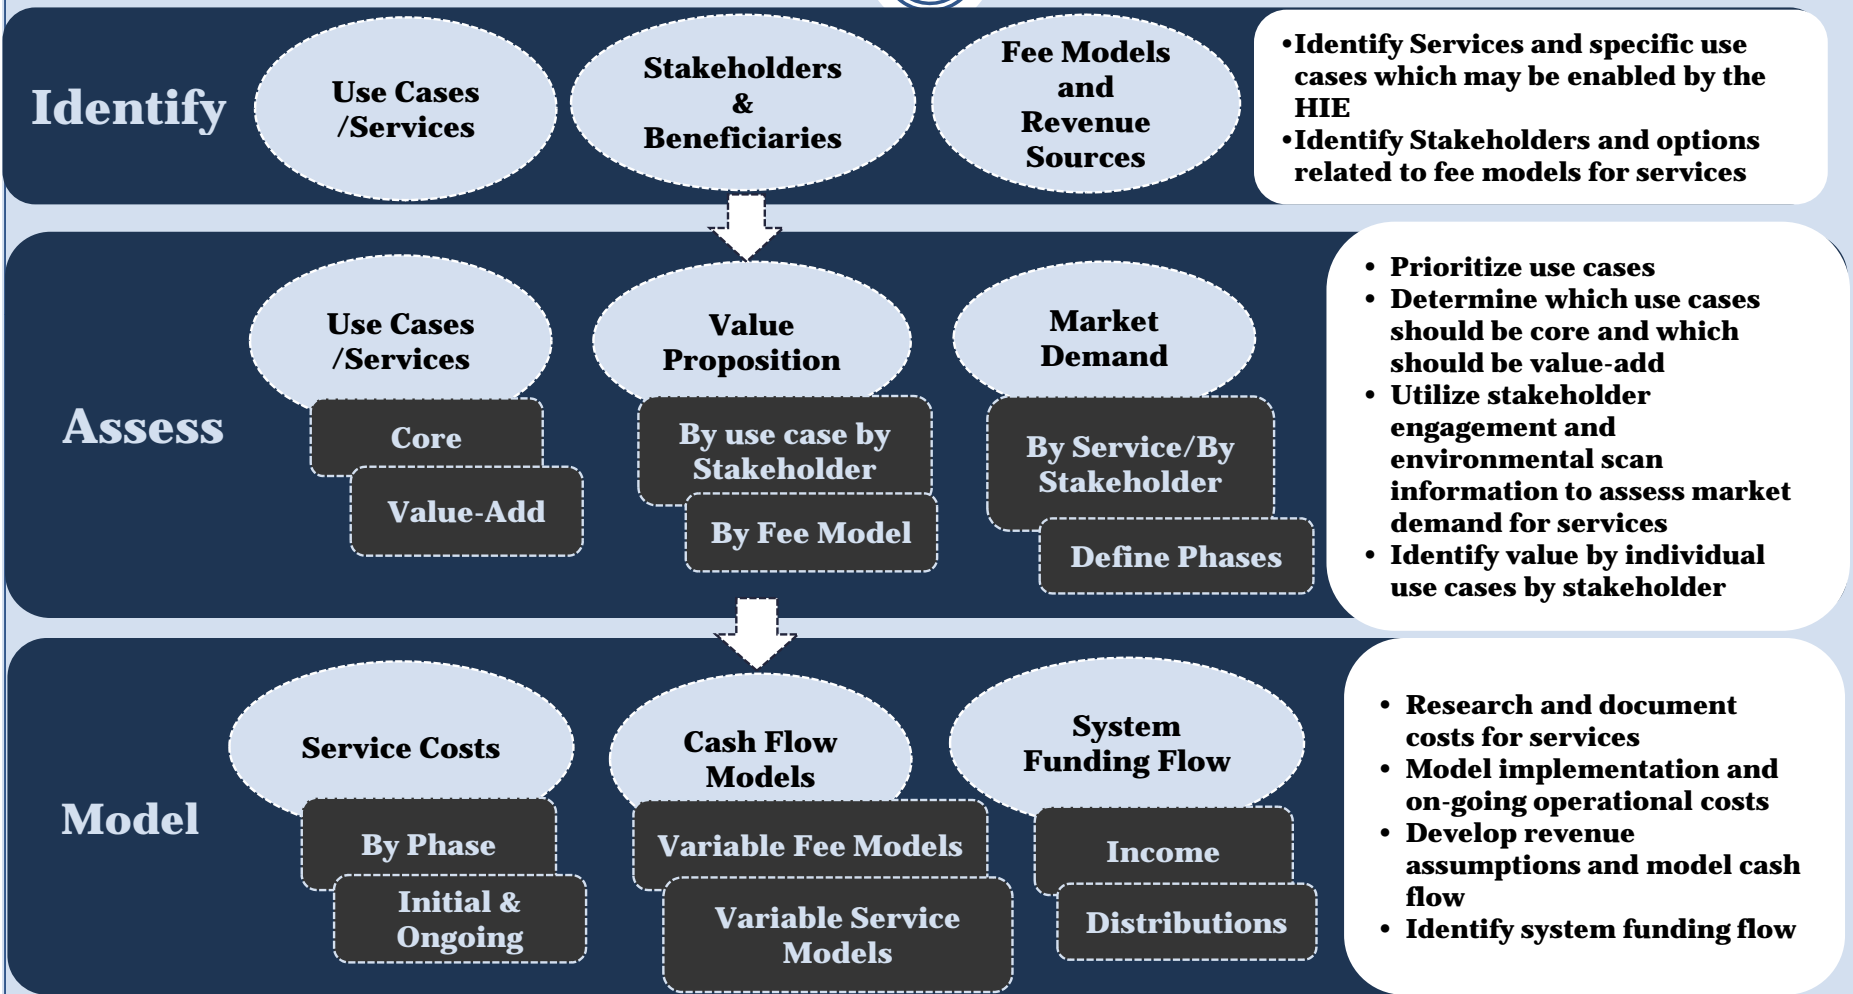 Identify
Use Cases
/Services
Stakeholders
&
Beneficiaries
Fee Models
and
Revenue
Sources
•Identify Services and specific use
cases which may be enabled by the
HIE
•Identify Stakeholders and options
related to fee models for services
Assess
Use Cases
/Services
Core
Value-Add
Value
Proposition
By use case by
Stakeholder
By Fee Model
Market
Demand
By Service/By
Stakeholder
Define Phases
• Prioritize use cases
• Determine which use cases
should be core and which
should be value-add
• Utilize stakeholder
engagement and
environmental scan
information to assess market
demand for services
• Identify value by individual
use cases by stakeholder
Model
Service Costs
By Phase
Initial &
Ongoing
Cash Flow
Models
Variable Fee Models
Variable Service
Models
System
Funding Flow
Income
Distributions
• Research and document
costs for services
• Model implementation and
on-going operational costs
• Develop revenue
assumptions and model cash
flow
• Identify system funding flow